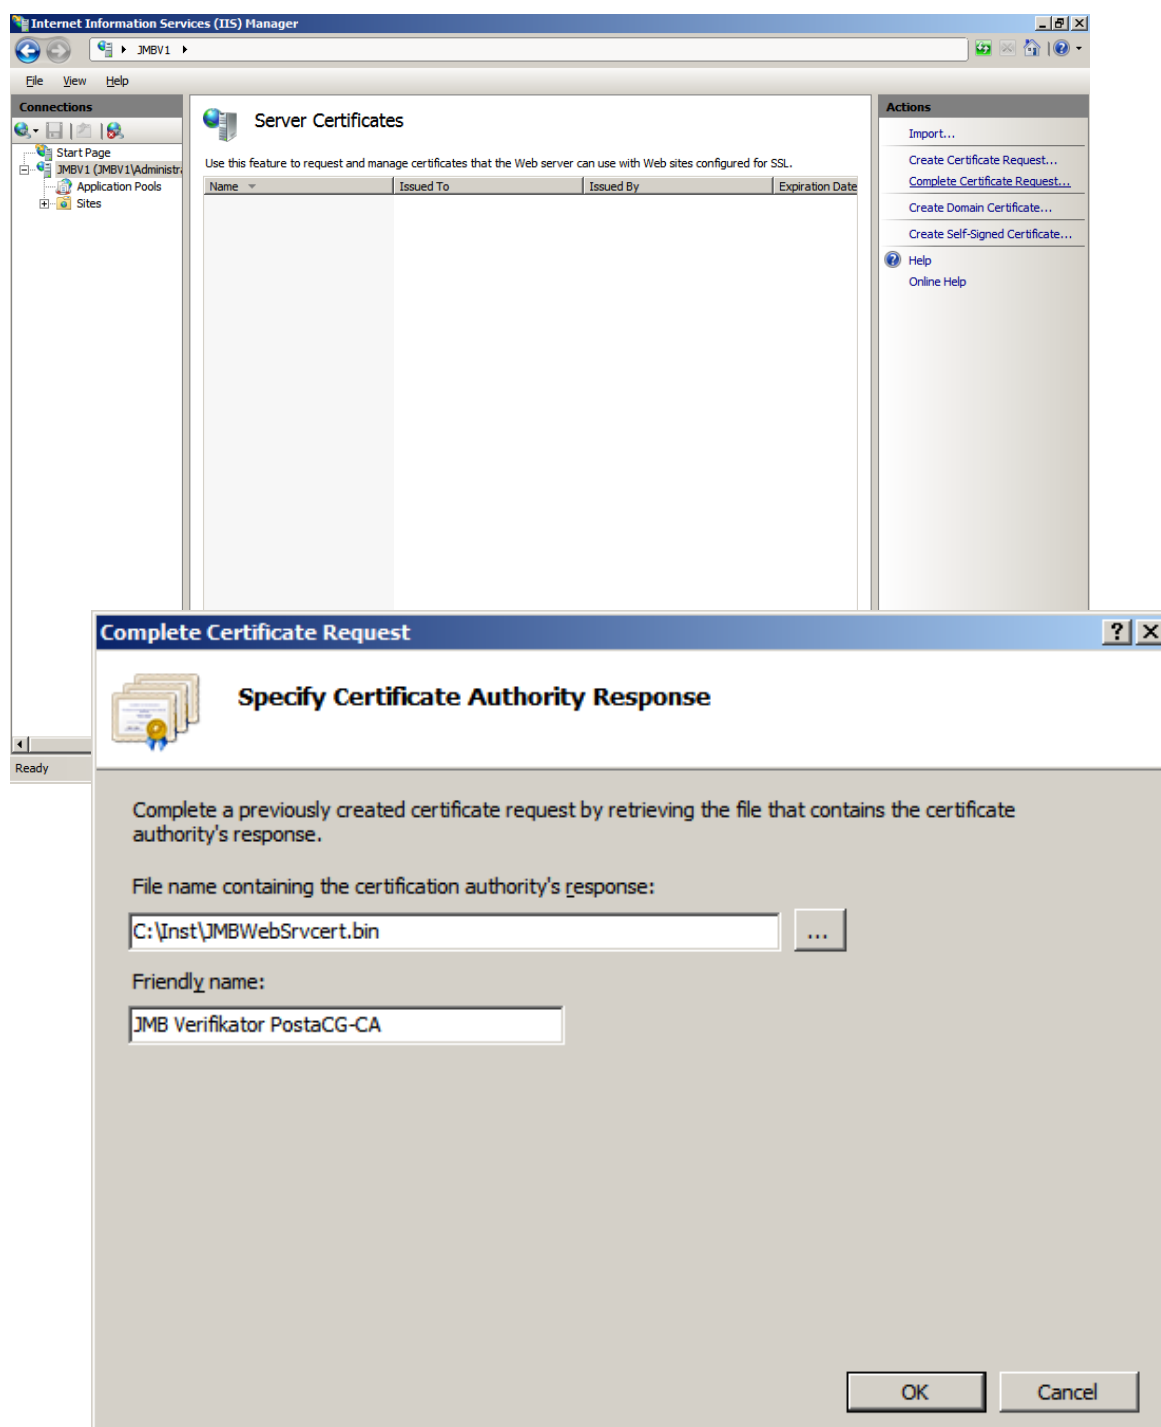 Internet Information Services (IIS) Manager
JMBV1
File View Help
Connections
Start Page
JMBV1 (JMBV1\Administra
Application Pools
Sites
Server Certificates
Use this feature to request and manage certificates that the Web server can use with Web sites configured for SSL.
Name Issued To Issued By Expiration Date
Actions
Import...
Create Certificate Request...
Complete Certificate Request...
Create Domain Certificate...
Create Self-Signed Certificate...
Help
Online Help
Ready
Complete Certificate Request
Specify Certificate Authority Response
Complete a previously created certificate request by retrieving the file that contains the certificate
authority's response.
File name containing the certification authority's response:
C:\Inst\JMBWebSrvcert.bin
...
Friendly name:
JMB Verifikator PostaCG-CA
OK Cancel